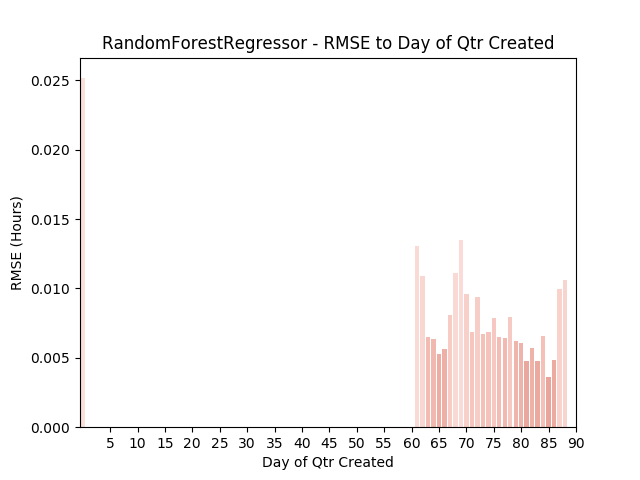 RandomForestRegressor - RMSE to Day of Qtr Created
0.025
0.020
0.015
0.010
0.005
0.000
RMSE (Hours)
5 10 15 20 25 30 35 40 45 50 55 60 65 70 75 80 85 90
Day of Qtr Created